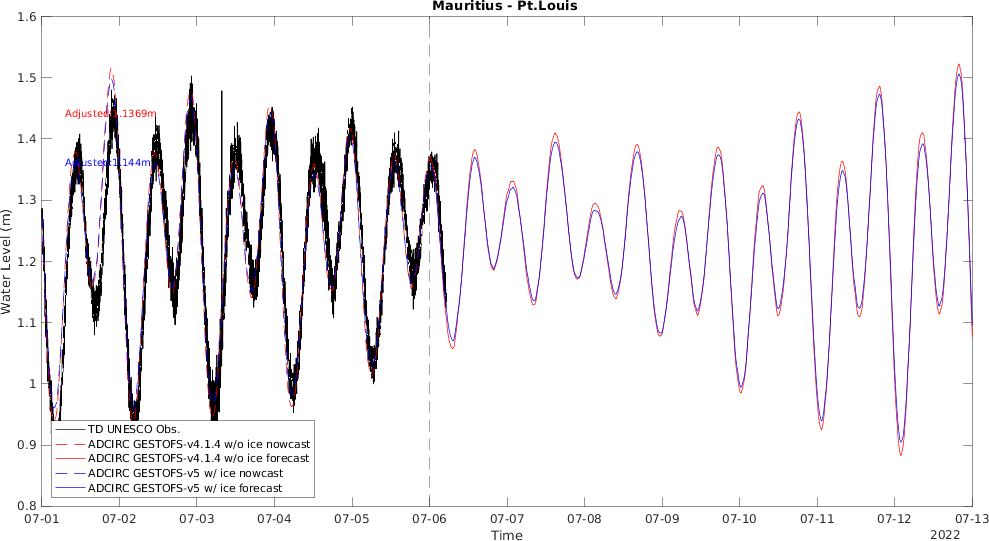 Mauritius - Pt.Louis
1.6
1.5
1.4
1.3
1.2
1.1
1
0.9
0.8
Water Level (m)
Adjusted:1.1369m
Adjusted:1.144m
TD UNESCO Obs.
ADCIRC GESTOFS-v4.1.4 w/o ice nowcast
ADCIRC GESTOFS-v4.1.4 w/o ice forecast
ADCIRC GESTOFS-v5 w/ ice nowcast
ADCIRC GESTOFS-v5 w/ ice forecast
07-01 07-02 07-03 07-04 07-05 07-06 07-07 07-08 07-09 07-10 07-11 07-12 07-13
Time
2022